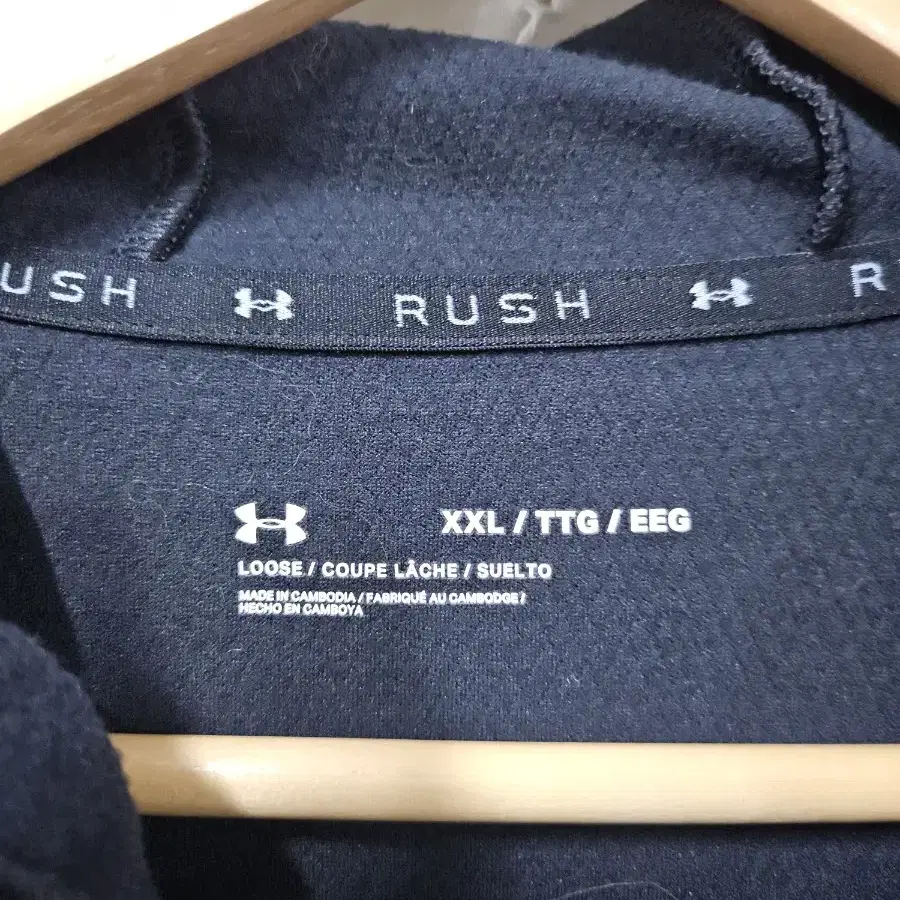 USH RUSH R
XXL / TTG / EEG
LOOSE / COUPE LÂCHE / SUELTO
MADE IN CAMBODIA / FABRIQUÉ AU CAMBODGE /
HECHO EN CAMBOYA